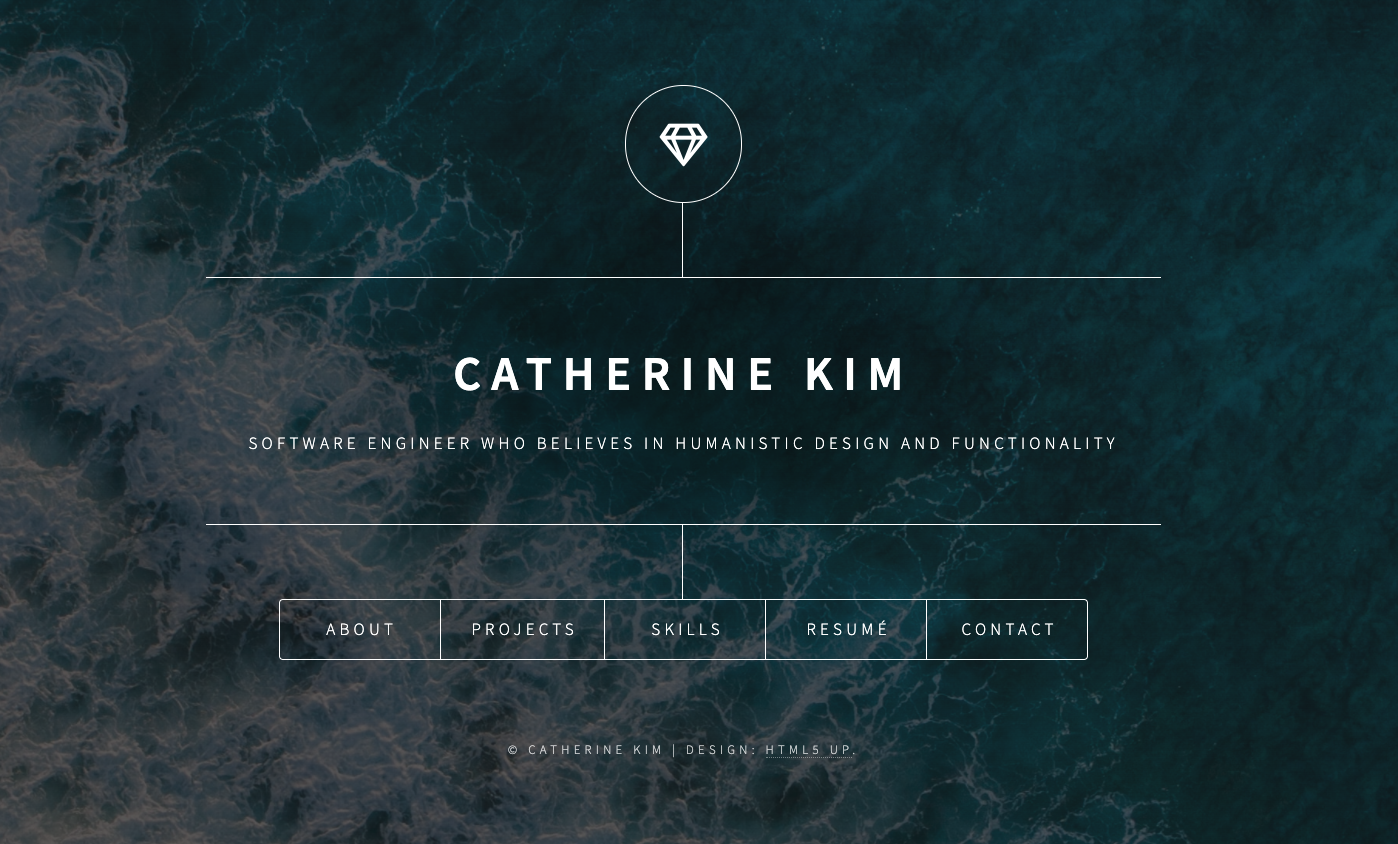 CATHERINE KIM
SOFTWARE ENGINEER WHO BELIEVES IN HUMANISTIC DESIGN AND FUNCTIONALITY
ABOUT PROJECTS SKILLS RESUMÉ CONTACT
© CATHERINE KIM | DESIGN: HTML5 UP.